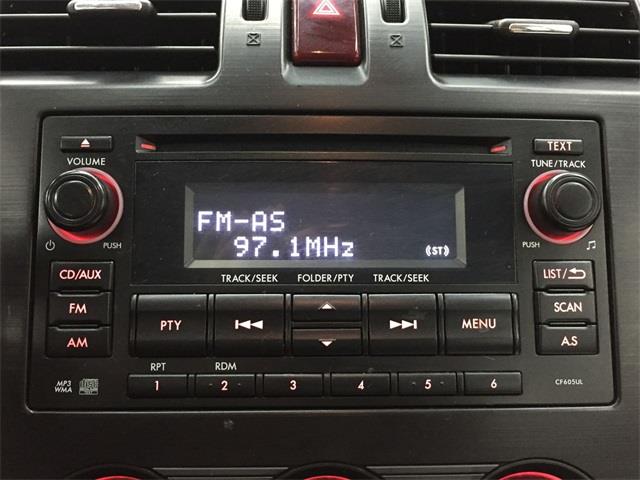 VOLUME
TEXT
TUNE/TRACK
FM-AS
97.1MHz
(ST)
PUSH
PUSH
TRACK/SEEK FOLDER/PTY TRACK/SEEK
CD/AUX
LIST/
FM
PTY
MENU
SCAN
AM
A.S
RPT RDM
MP3
WMA
1 2 3 4 5 6
CF605UL